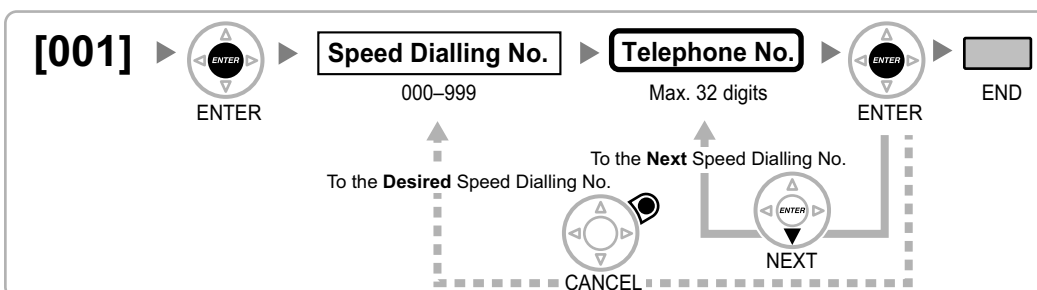 [001] ENTER Speed Dialling No. Telephone No. ENTER
ENTER 000–999 Max. 32 digits ENTER END
To the Next Speed Dialling No.
To the Desired Speed Dialling No.
ENTER
NEXT
CANCEL